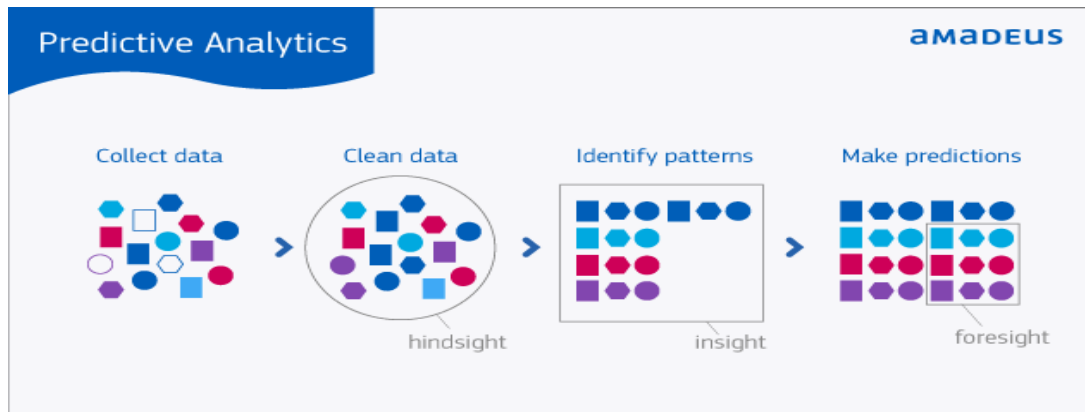 Predictive Analytics
aMaDEUS
Collect data
Clean data
Identify patterns
Make predictions
hindsight
insight
foresight